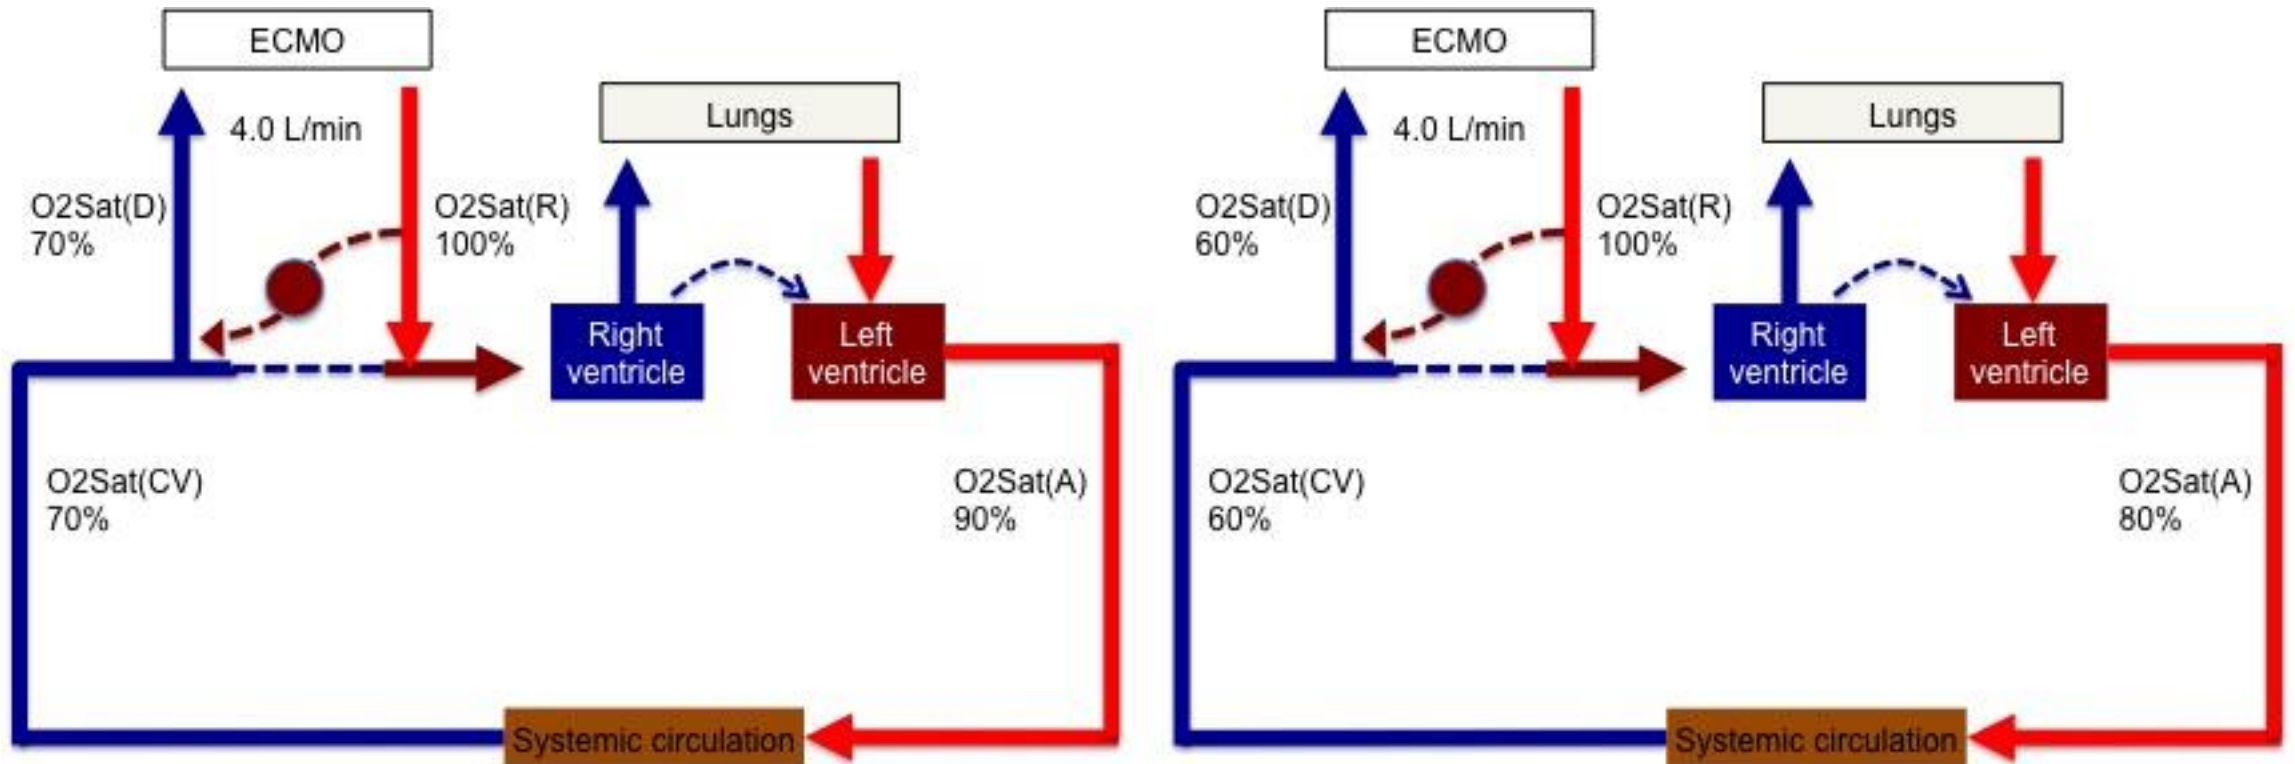 ECMO
4.0 L/min
Lungs
O2Sat(D)
70%
O2Sat(R)
100%
Right
ventricle
Left
ventricle
O2Sat(CV)
70%
O2Sat(A)
90%
Systemic circulation
ECMO
4.0 L/min
Lungs
O2Sat(D)
60%
O2Sat(R)
100%
Right
ventricle
Left
ventricle
O2Sat(CV)
60%
O2Sat(A)
80%
Systemic circulation